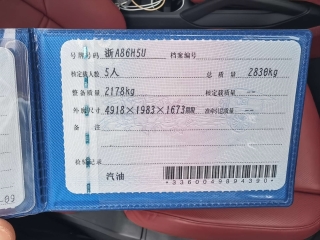 号牌号码 浙A86H5U 档案编号
核定载人数 5人 总质量 2830kg
整备质量 2178kg 核定载质量 --kg
外廓尺寸 4918×1983×1673mm 准牵引总质量 --kg
备注
检验记录
汽油
*3360049994390*